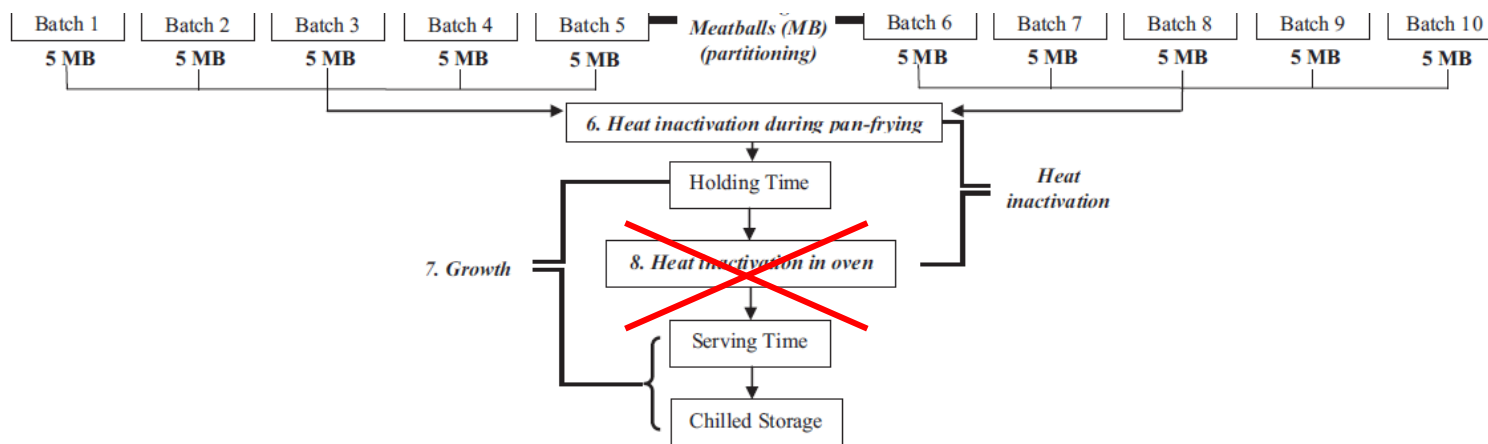 Batch 1 Batch 2 Batch 3 Batch 4 Batch 5 Meatballs (MB) Batch 6 Batch 7 Batch 8 Batch 9 Batch 10
(partitioning)
5 MB 5 MB 5 MB 5 MB 5 MB 5 MB 5 MB 5 MB 5 MB 5 MB
6. Heat inactivation during pan-frying
Holding Time
Heat
inactivation
8. Heat inactivation in oven
7. Growth
Serving Time
Chilled Storage